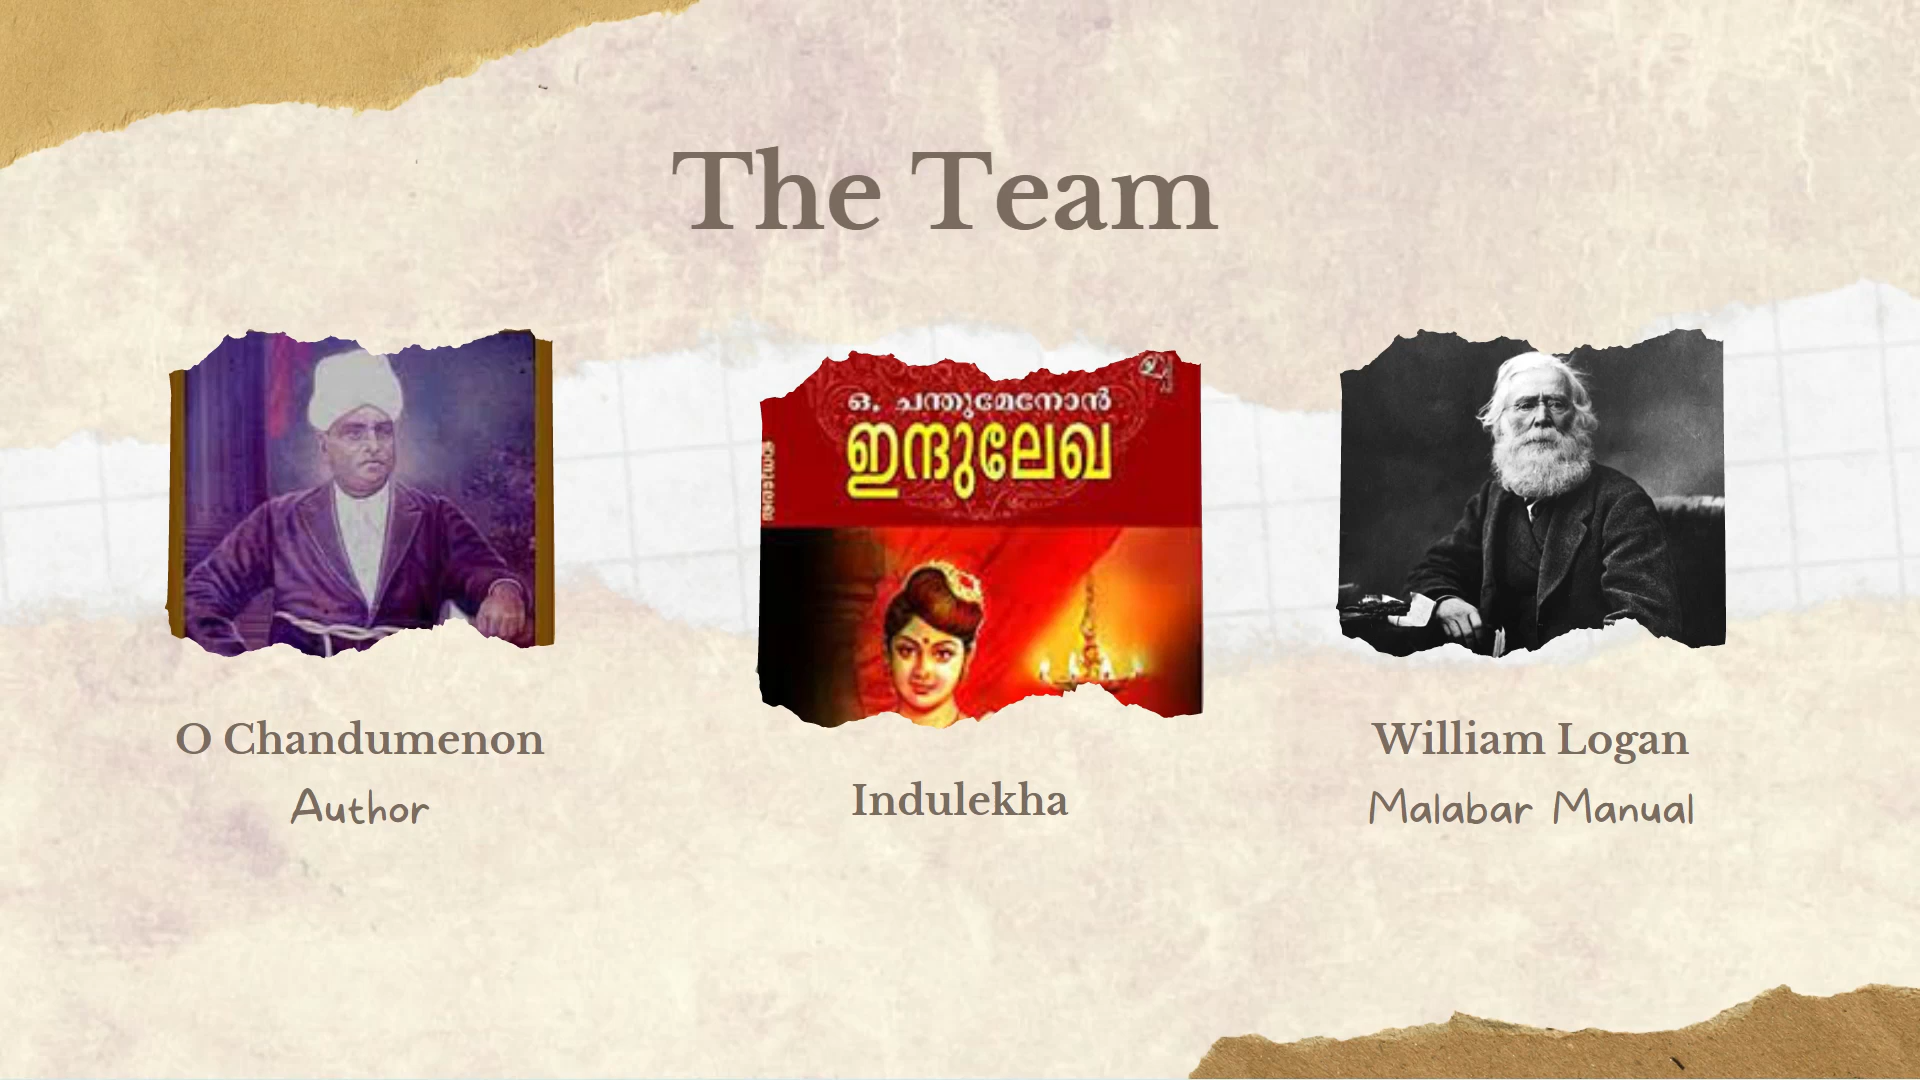 The Team
ഒ. ചന്തുമേനോൻ
ഇന്ദുലേഖ
O Chandumenon
Author
Indulekha
William Logan
Malabar Manual